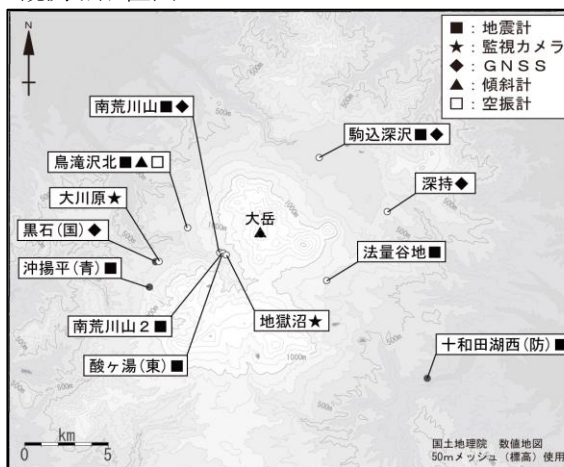 N
■：地震計
★：監視カメラ
◆：ＧＮＳＳ
▲：傾斜計
□：空振計
南荒川山■◆
駒込深沢■◆
鳥滝沢北■▲□
大川原★
深持◆
大岳
黒石(国)◆
沖揚平(青)■
法量谷地■
南荒川山２■
地獄沼★
酸ヶ湯(東)■
十和田湖西(防)■
500m
1000m
km
0 5
国土地理院　数値地図
50mメッシュ（標高）使用